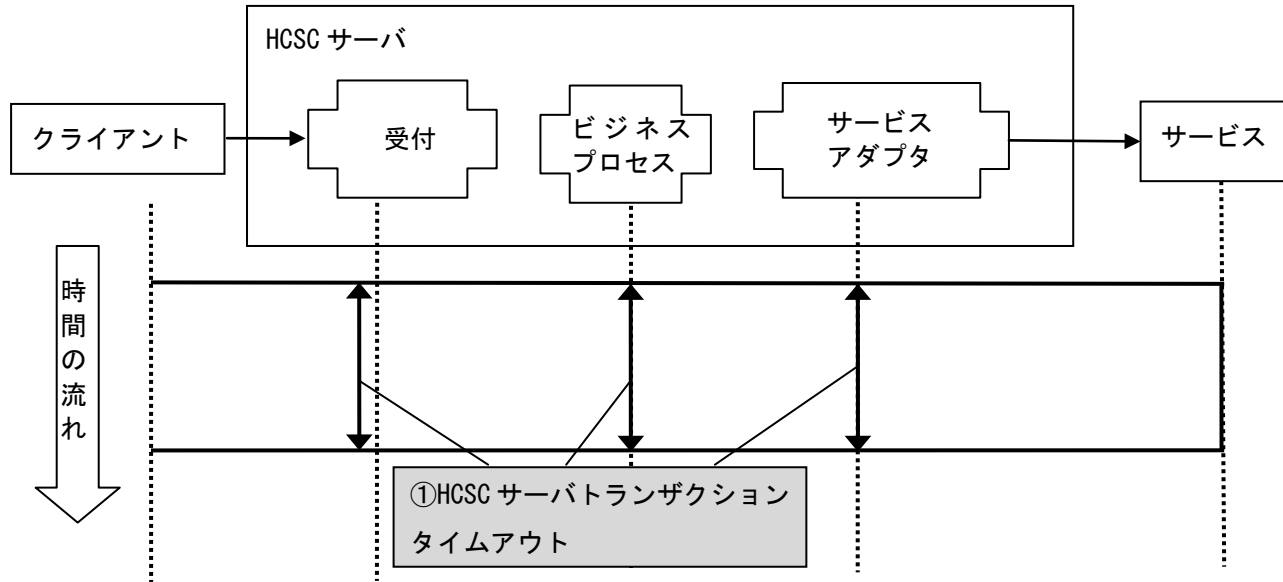 HCSC サーバ
クライアント
受付
ビジネス
プロセス
サービス
アダプタ
サービス
時間の流れ
①HCSC サーバトランザクション
タイムアウト